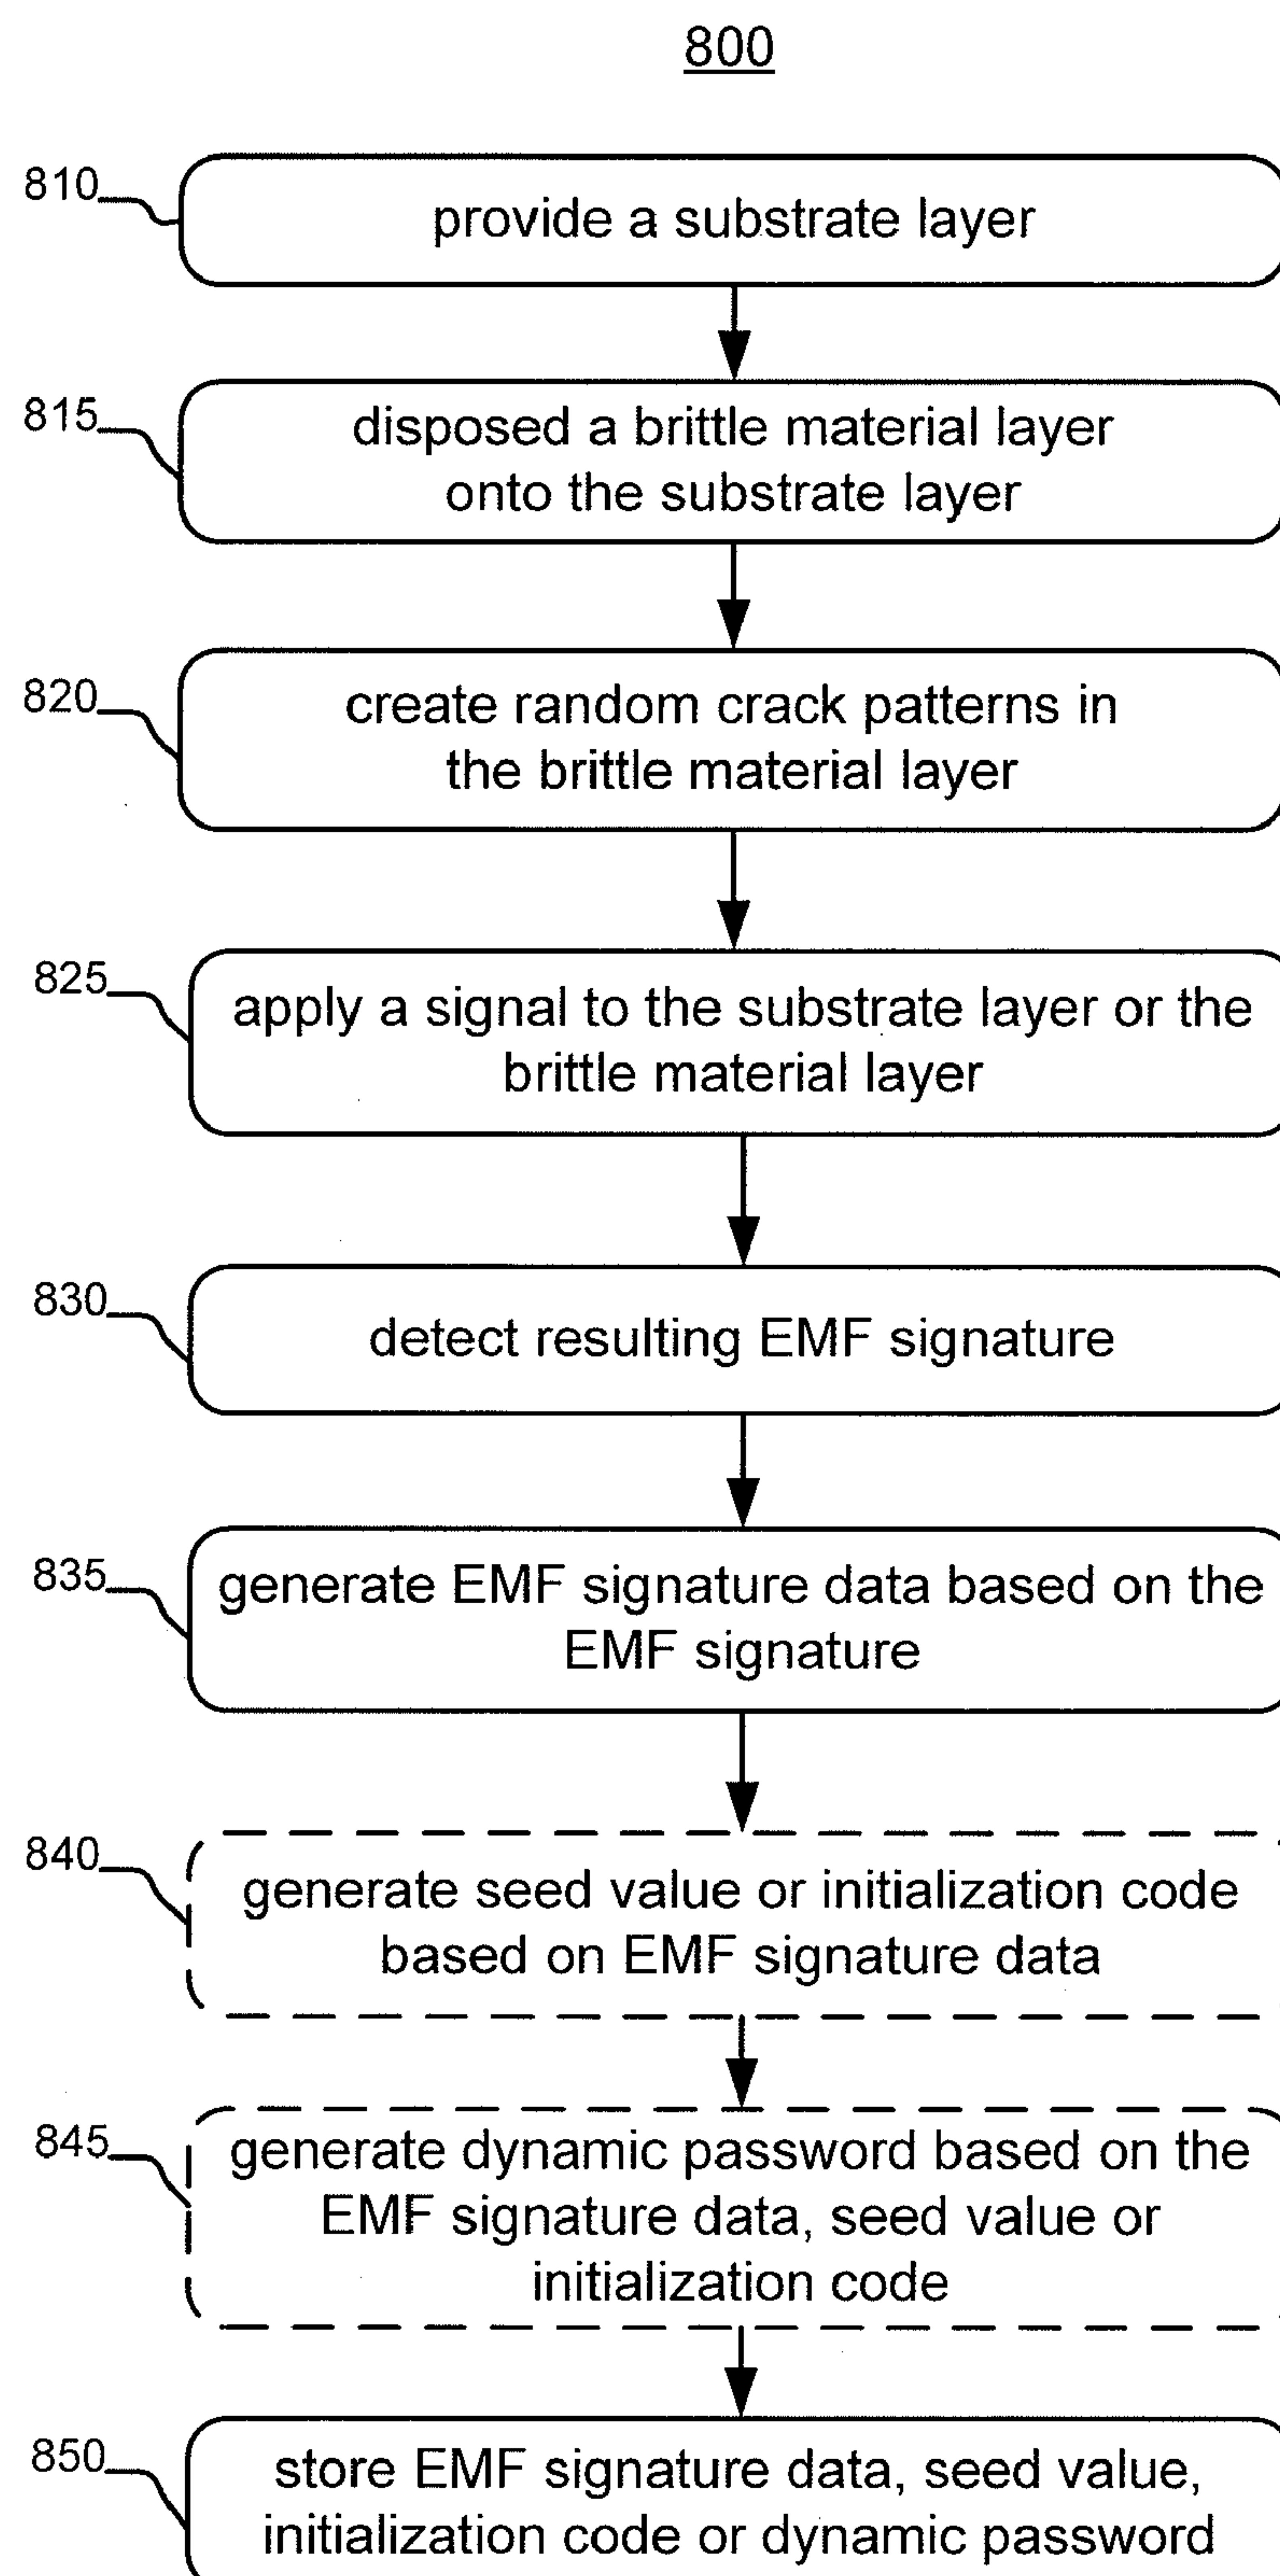 800
810
provide a substrate layer
815
disposed a brittle material layer
onto the substrate layer
820
create random crack patterns in
the brittle material layer
825
apply a signal to the substrate layer or the
brittle material layer
830
detect resulting EMF signature
835
generate EMF signature data based on the
EMF signature
840
generate seed value or initialization code
based on EMF signature data
845
generate dynamic password based on the
EMF signature data, seed value or
initialization code
850
store EMF signature data, seed value,
initialization code or dynamic password